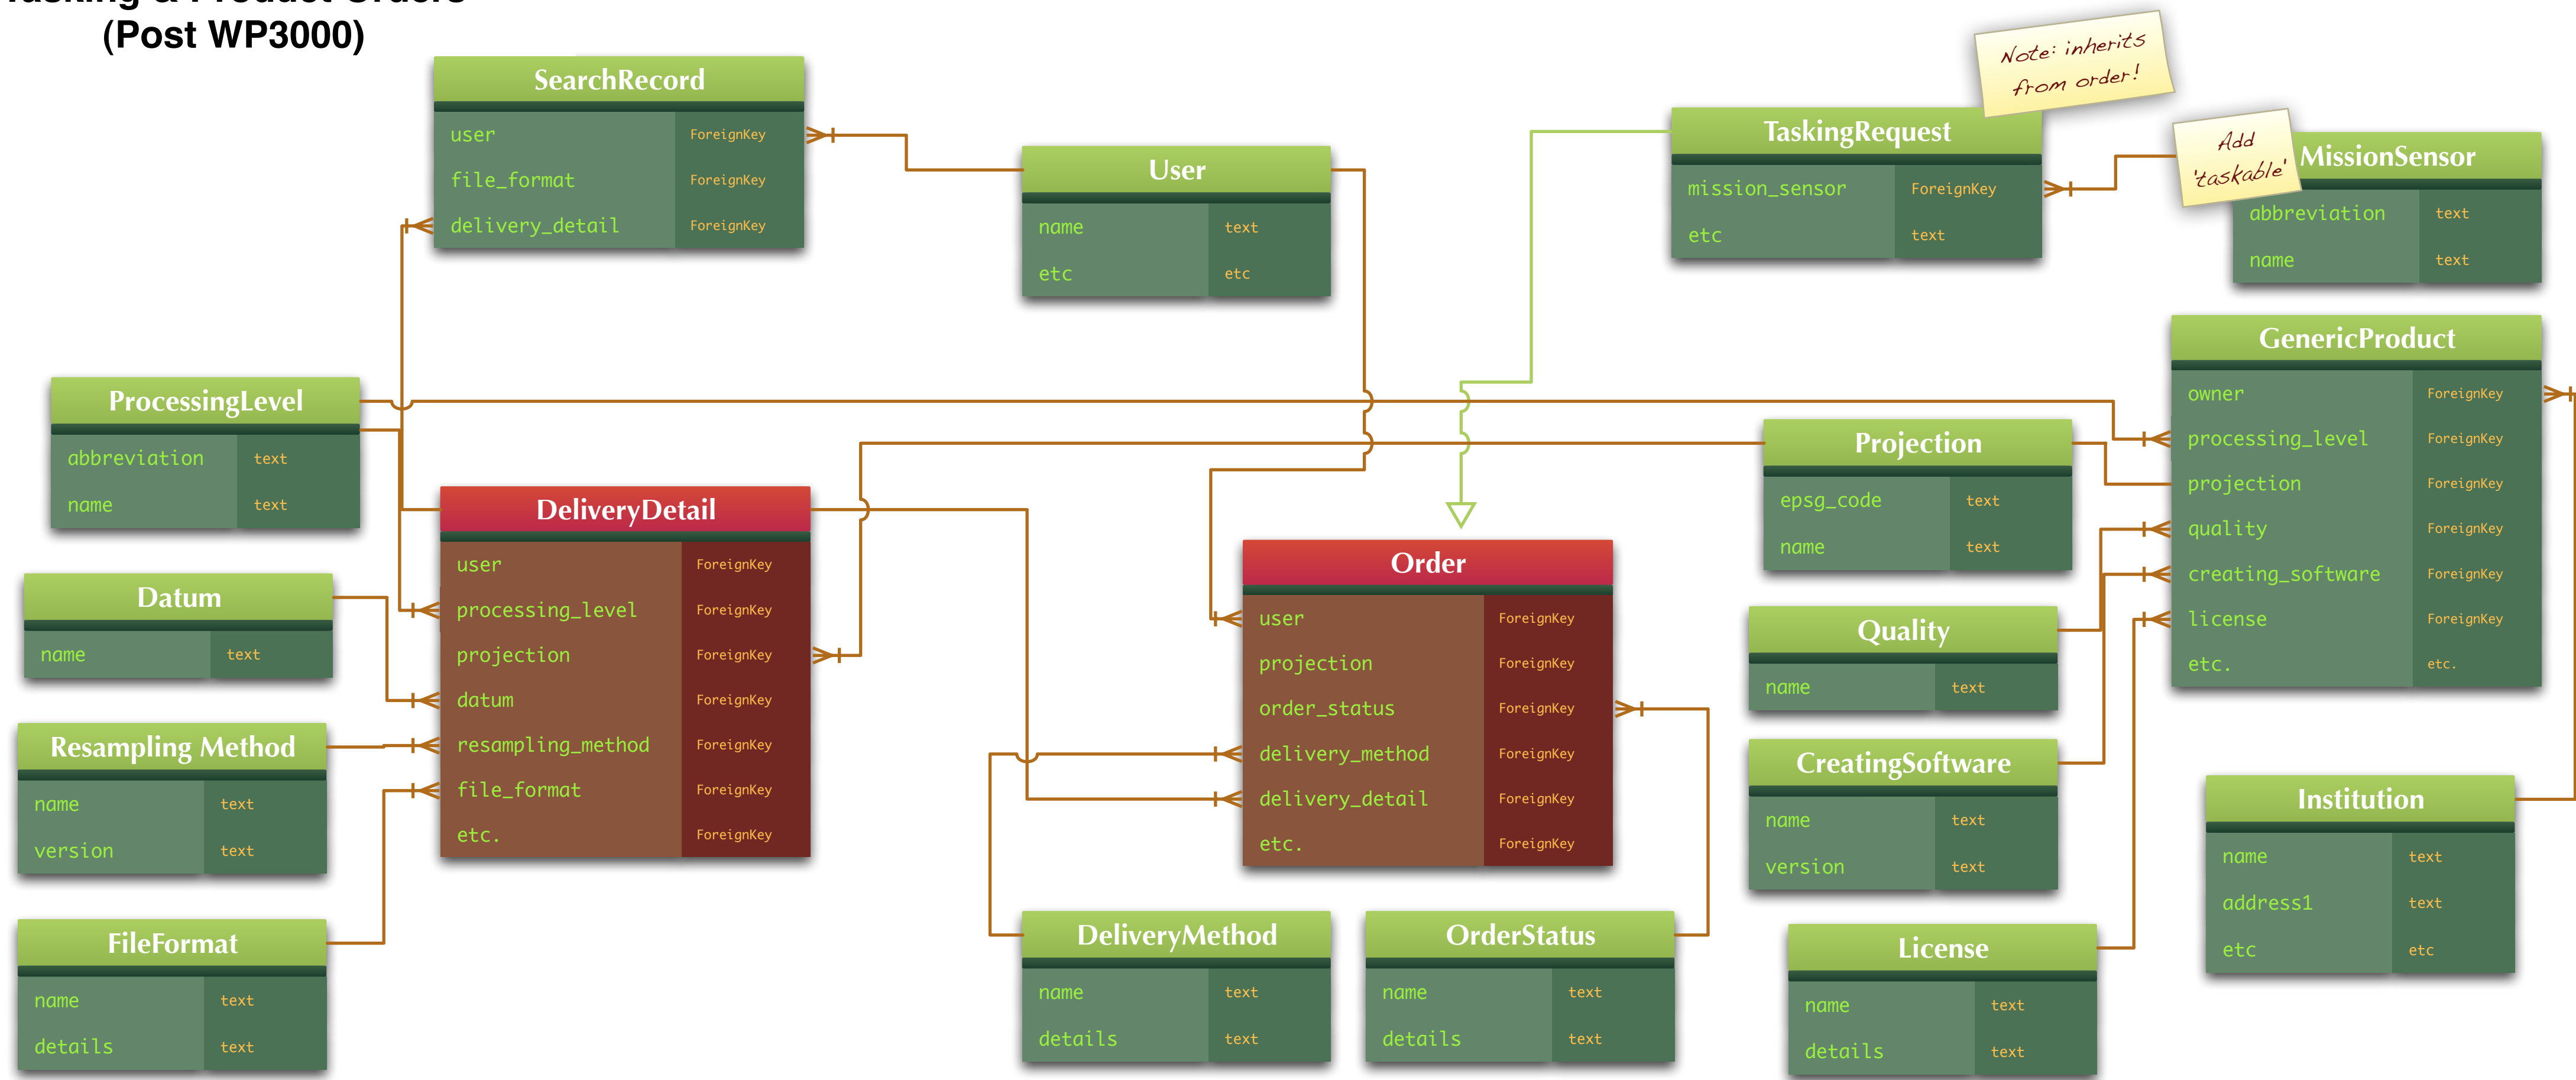 (Post WP3000)
SearchRecord
user ForeignKey
file_format ForeignKey
delivery_detail ForeignKey
User
name text
etc etc
Note: inherits
from order!
TaskingRequest
mission_sensor ForeignKey
etc text
Add
'taskable'
MissionSensor
abbreviation text
name text
GenericProduct
owner ForeignKey
processing_level ForeignKey
projection ForeignKey
quality ForeignKey
creating_software ForeignKey
license ForeignKey
etc. etc.
ProcessingLevel
abbreviation text
name text
Projection
epsg_code text
name text
DeliveryDetail
user ForeignKey
processing_level ForeignKey
projection ForeignKey
datum ForeignKey
resampling_method ForeignKey
file_format ForeignKey
etc. ForeignKey
Order
user ForeignKey
projection ForeignKey
order_status ForeignKey
delivery_method ForeignKey
delivery_detail ForeignKey
etc. ForeignKey
Datum
name text
Quality
name text
Resampling Method
name text
version text
CreatingSoftware
name text
version text
Institution
name text
address1 text
etc etc
FileFormat
name text
details text
DeliveryMethod
name text
details text
OrderStatus
name text
details text
License
name text
details text